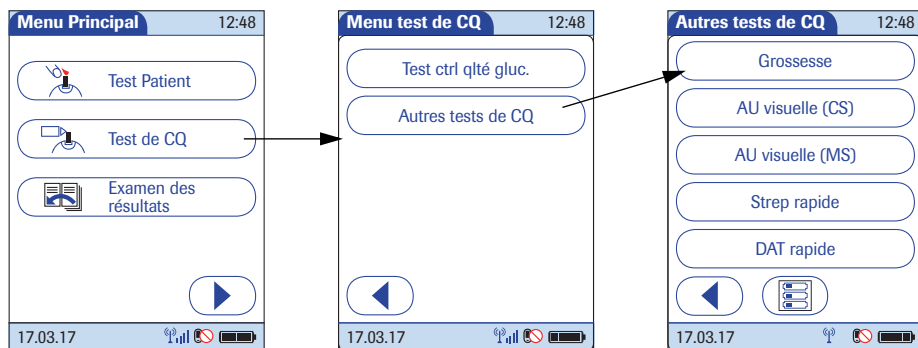 Menu Principal 12:48
Test Patient
Test de CQ
Examen des
résultats
17.03.17
Menu test de CQ 12:48
Test ctrl qlté gluc.
Autres tests de CQ
17.03.17
Autres tests de CQ 12:48
Grossesse
AU visuelle (CS)
AU visuelle (MS)
Strep rapide
DAT rapide
17.03.17